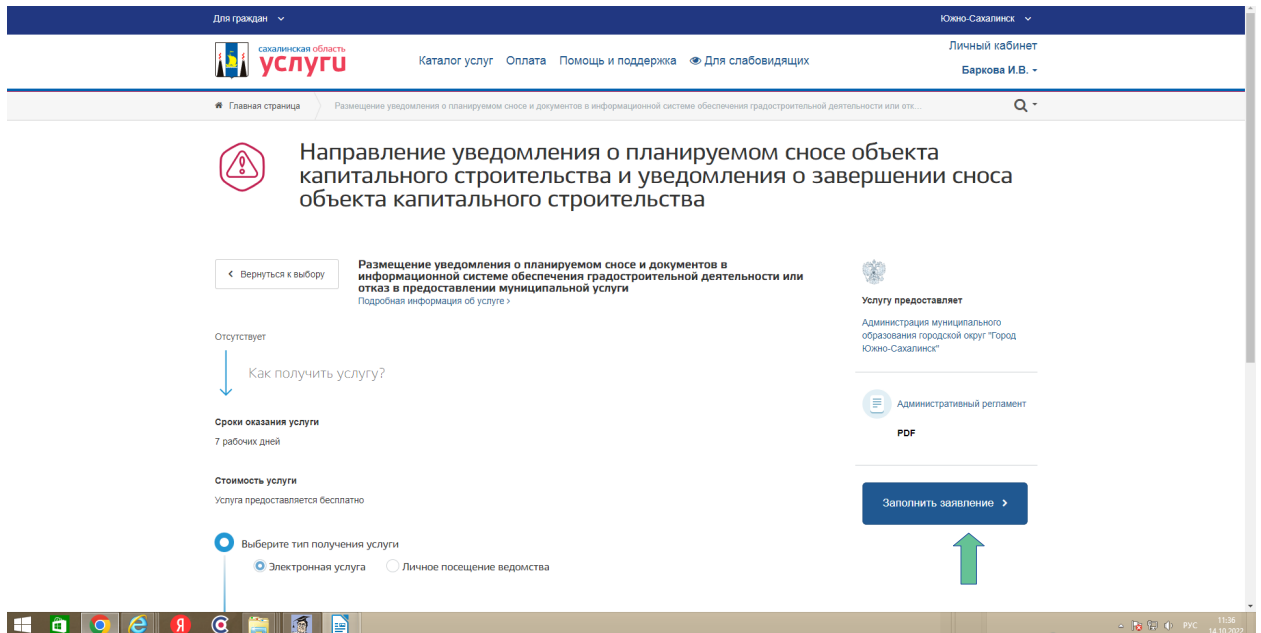 Для граждан
Южно-Сахалинск
сахалинская область
услуги
Каталог услуг Оплата Помощь и поддержка Для слабовидящих
Личный кабинет
Баркова И.В.
Главная страница
Размещение уведомления о планируемом сносе и документов в информационной системе обеспечения градостроительной деятельности или отк...
Направление уведомления о планируемом сносе объекта
капитального строительства и уведомления о завершении сноса
объекта капитального строительства
Вернуться к выбору
Размещение уведомления о планируемом сносе и документов в
информационной системе обеспечения градостроительной деятельности или
отказ в предоставлении муниципальной услуги
Подробная информация об услуге >
Отсутствует
Как получить услугу?
Сроки оказания услуги
7 рабочих дней
Стоимость услуги
Услуга предоставляется бесплатно
Выберите тип получения услуги
Электронная услуга Личное посещение ведомства
Услугу предоставляет
Администрация муниципального
образования городской округ "Город
Южно-Сахалинск"
Административный регламент
PDF
Заполнить заявление
РУС
11:36
14.10.2022